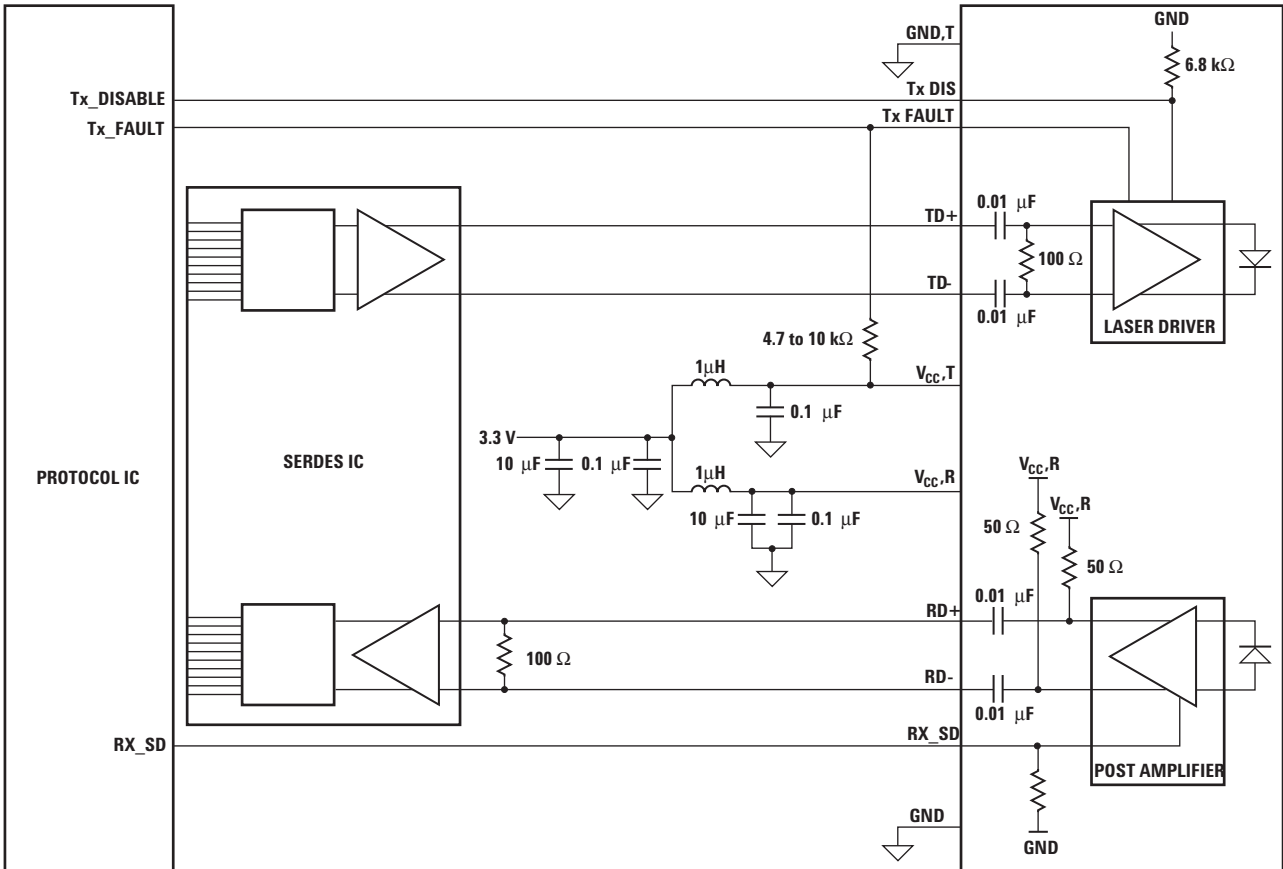 GND
GND,T
6.8 kΩ
Tx_DISABLE
Tx DIS
Tx_FAULT
Tx FAULT
0.01 μF
TD+
100 Ω
TD-
0.01 μF
LASER DRIVER
4.7 to 10 kΩ
1μH
VCC,T
0.1 μF
3.3 V
10 μF
0.1 μF
SERDES IC
PROTOCOL IC
1μH
VCC,R
10 μF
0.1 μF
VCC,R
VCC,R
50 Ω
50 Ω
0.01 μF
RD+
100 Ω
RD-
0.01 μF
RX_SD
RX_SD
POST AMPLIFIER
GND
GND